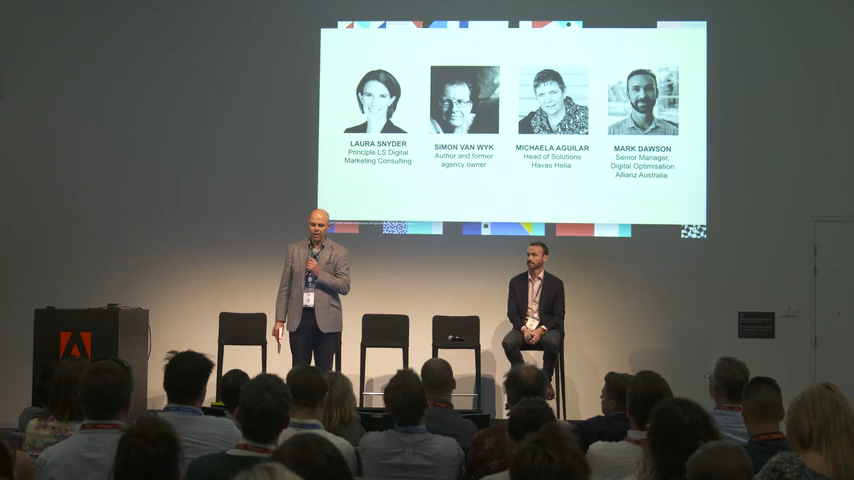 LAURA SNYDER
Principle LS Digital
Marketing Consulting
SIMON VAN WYK
Author and former
agency owner
MICHAELA AGUILAR
Head of Solutions
Havas Helia
MARK DAWSON
Senior Manager,
Digital Optimisation
Allianz Australia